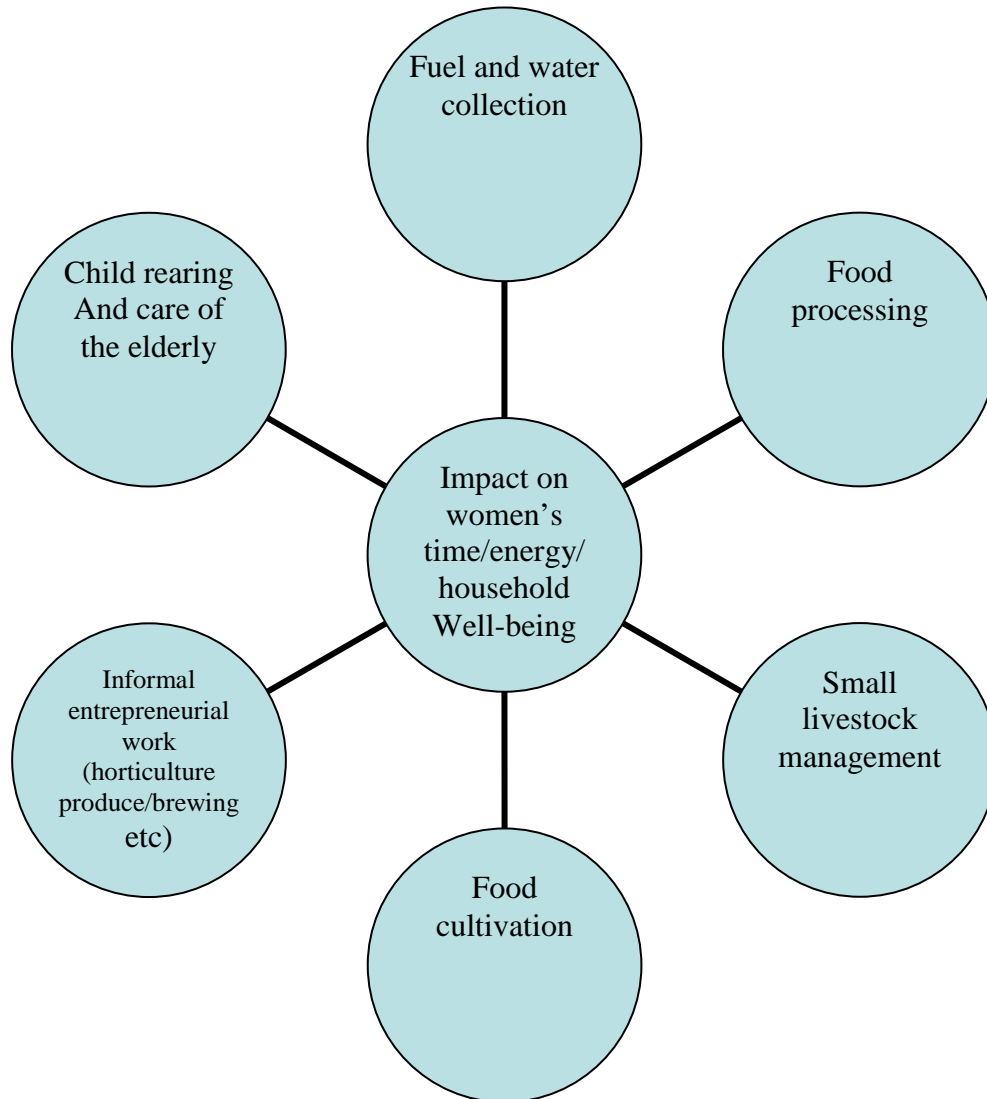 Fuel and water
collection
Child rearing
And care of
the elderly
Food
processing
Impact on
women’s
time/energy/
household
Well-being
Informal
entrepreneurial
work
(horticulture
produce/brewing
etc)
Small
livestock
management
Food
cultivation